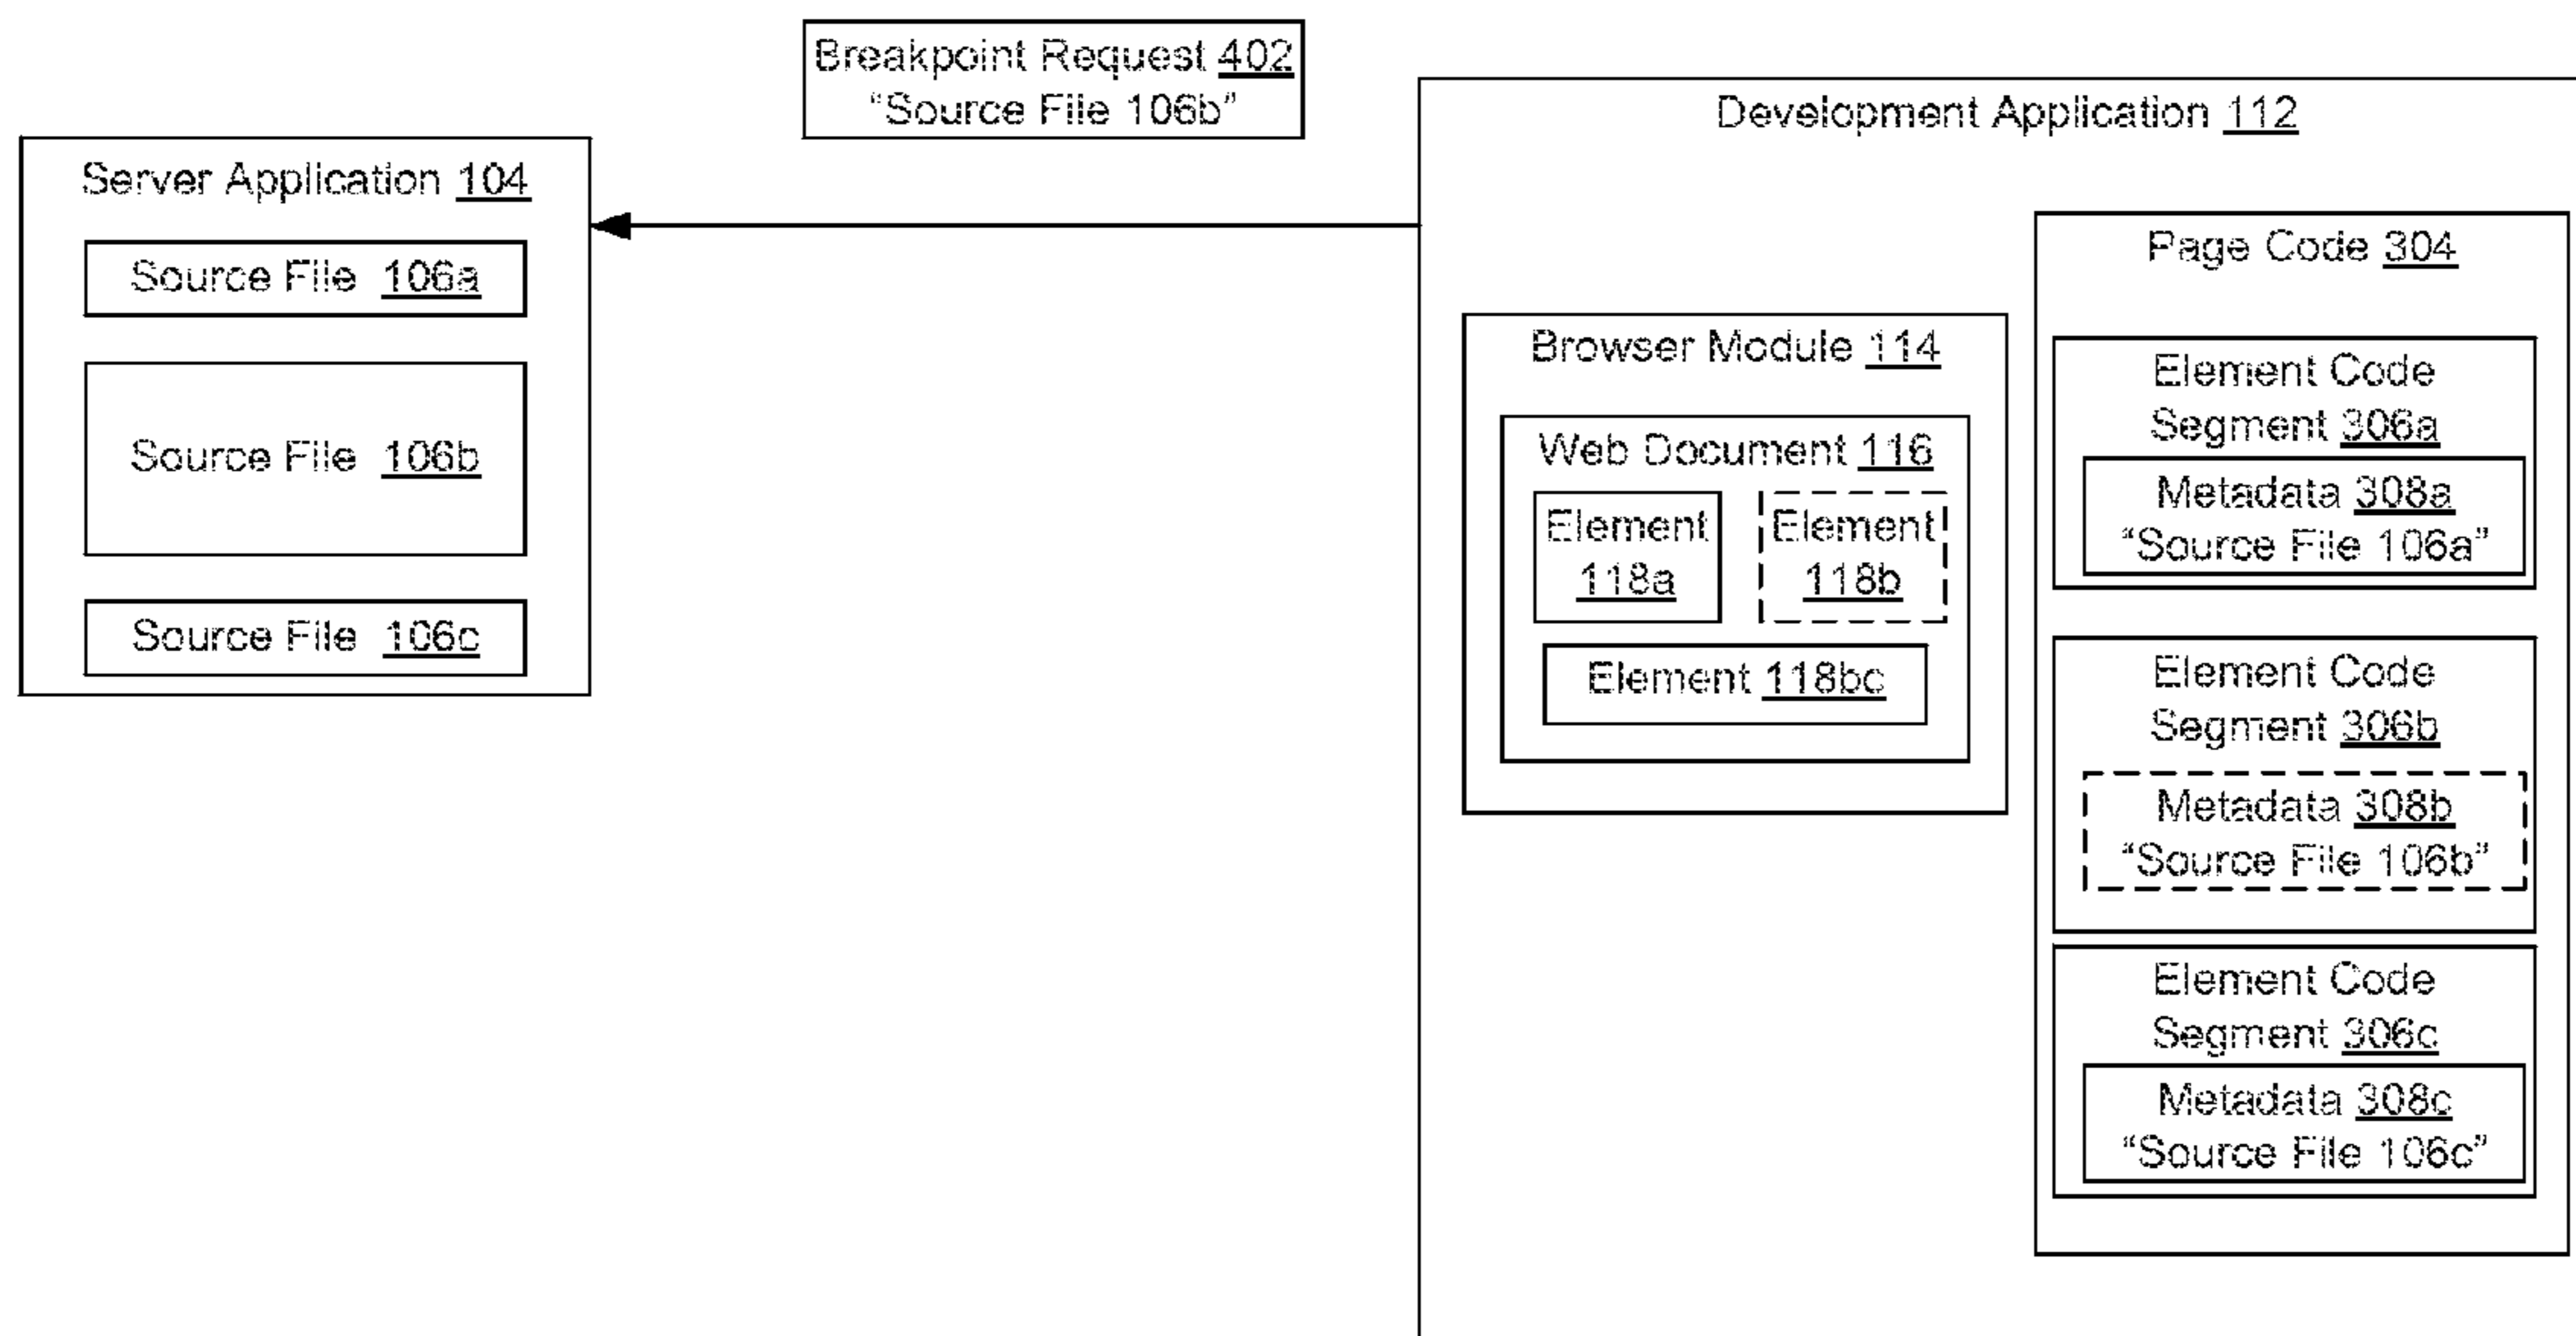 Breakpoint Request 402
“Source File 106b”
Server Application 104
Source File 106a
Source File 106b
Source File 106c
Development Application 112
Browser Module 114
Web Document 116
Element
118a
Element
118b
Element 118bc
Page Code 304
Element Code
Segment 306a
Metadata 308a
“Source File 106a”
Element Code
Segment 306b
Metadata 308b
“Source File 106b”
Element Code
Segment 306c
Metadata 308c
“Source File 106c”